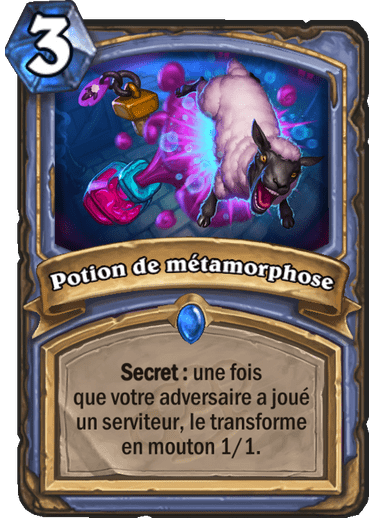 3
Potion de métamorphose
Secret : une fois
que votre adversaire a joué
un serviteur, le transforme
en mouton 1/1.